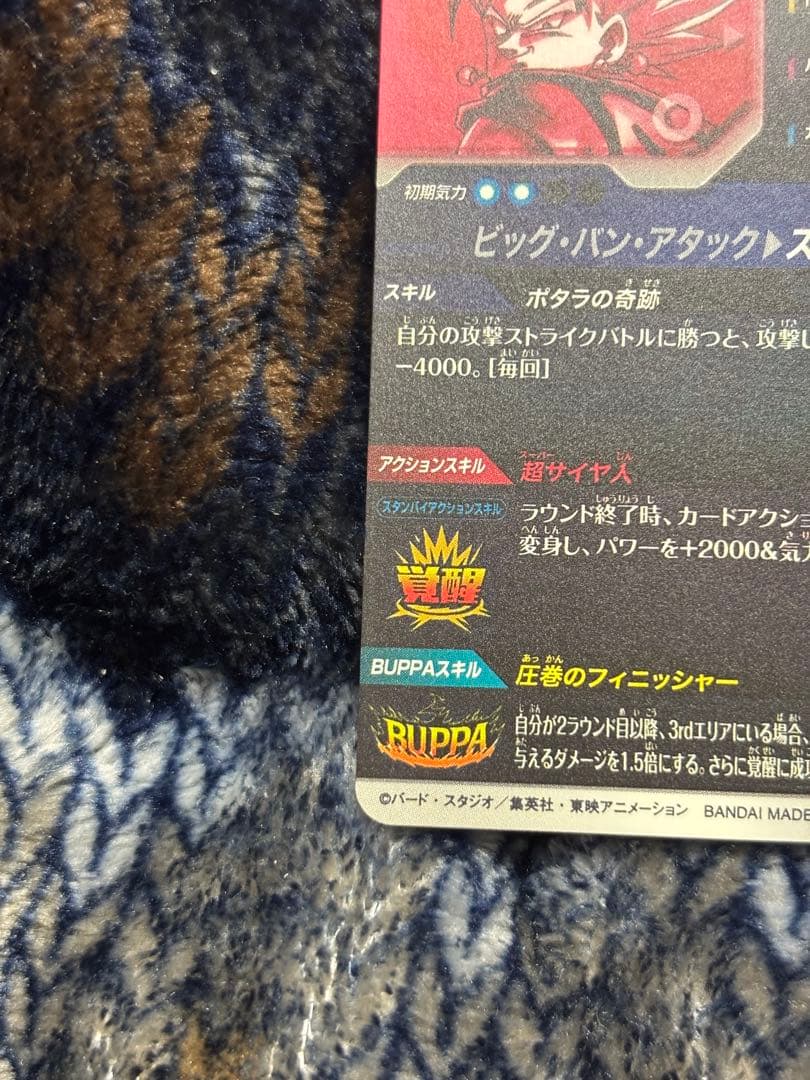 初期気力
ビッグ・バン・アタック▶ス
スキル
ポタラの奇跡
自分の攻撃ストライクバトルに勝つと、攻撃し
-4000。[毎回]
アクションスキル
超サイヤ人
スタンバイアクションスキル
ラウンド終了時、カードアクシ
変身し、パワーを+2000&気力
覚醒
BUPPAスキル
圧巻のフィニッシャー
BUPPA
自分が2ラウンド目以降、3rdエリアにいる場合、
与えるダメージを1.5倍にする。さらに覚醒に成功
©バード・スタジオ／集英社・東映アニメーション BANDAI MADE